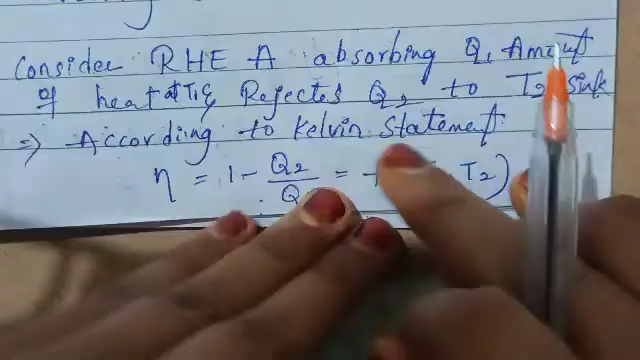 Consider RHE A absorbing Q₁ Amount
of heat at T₁ & Rejects Q₂ to T₂ Sink
⇒ According to Kelvin Statement
η = 1 - Q₂/Q = T₂)